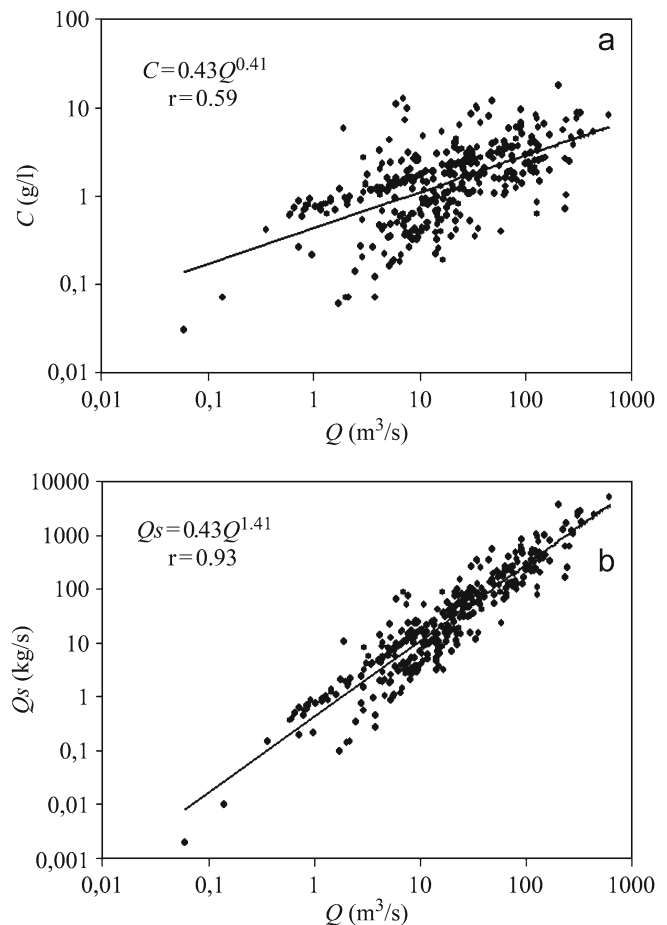 100
a
C=0.43Q^0.41
r=0.59
10
C (g/l)
1
0,1
0,01
0,01 0,1 1 10 100 1000
Q (m³/s)
10000
Qs=0.43Q^1.41
r=0.93
1000
b
100
10
Qs (kg/s)
1
0,1
0,01
0,001
0,01 0,1 1 10 100 1000
Q (m³/s)